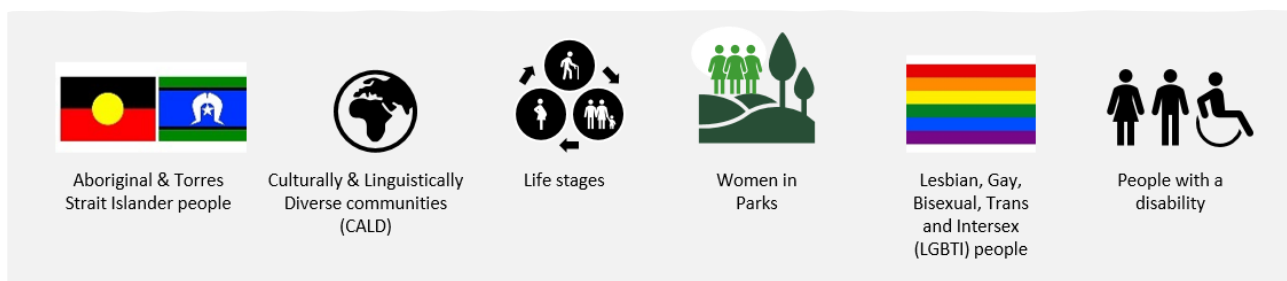 Aboriginal & Torres
Strait Islander people
Culturally & Linguistically
Diverse communities
(CALD)
Life stages
Women in
Parks
Lesbian, Gay,
Bisexual, Trans
and Intersex
(LGBTI) people
People with a
disability